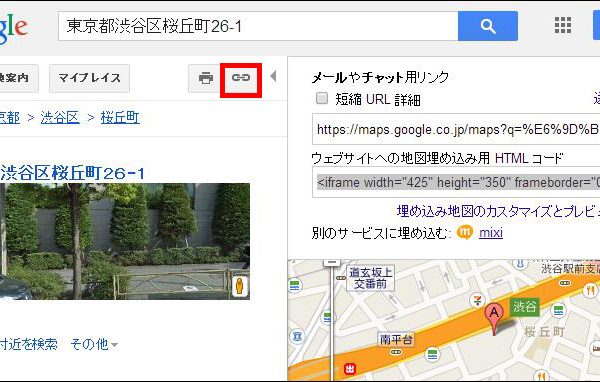 gle
東京都渋谷区桜丘町26-1
マイプレイス
渋谷区 > 桜丘町
渋谷区桜丘町26-1
付近を検索 その他
メールやチャット用リンク
短縮 URL 詳細
https://maps.google.co.jp/maps?q=%E6%9D%B
ウェブサイトへの地図埋め込み用 HTML コード
<iframe width="425" height="350" frameborder="0
埋め込み地図のカスタマイズとプレビ
別のサービスに埋め込む: m mixi
道玄坂上
交番前
渋谷駅前支
渋谷
A
桜丘町
南平台
出